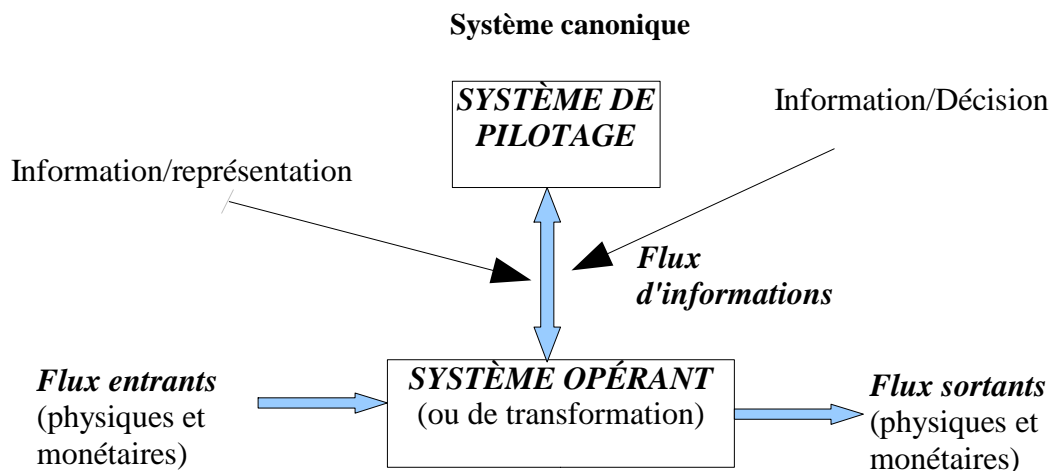 Système canonique
SYSTÈME DE
PILOTAGE
Information/Décision
Information/représentation
Flux
d'informations
Flux entrants
(physiques et
monétaires)
SYSTÈME OPÉRANT
(ou de transformation)
Flux sortants
(physiques et
monétaires)